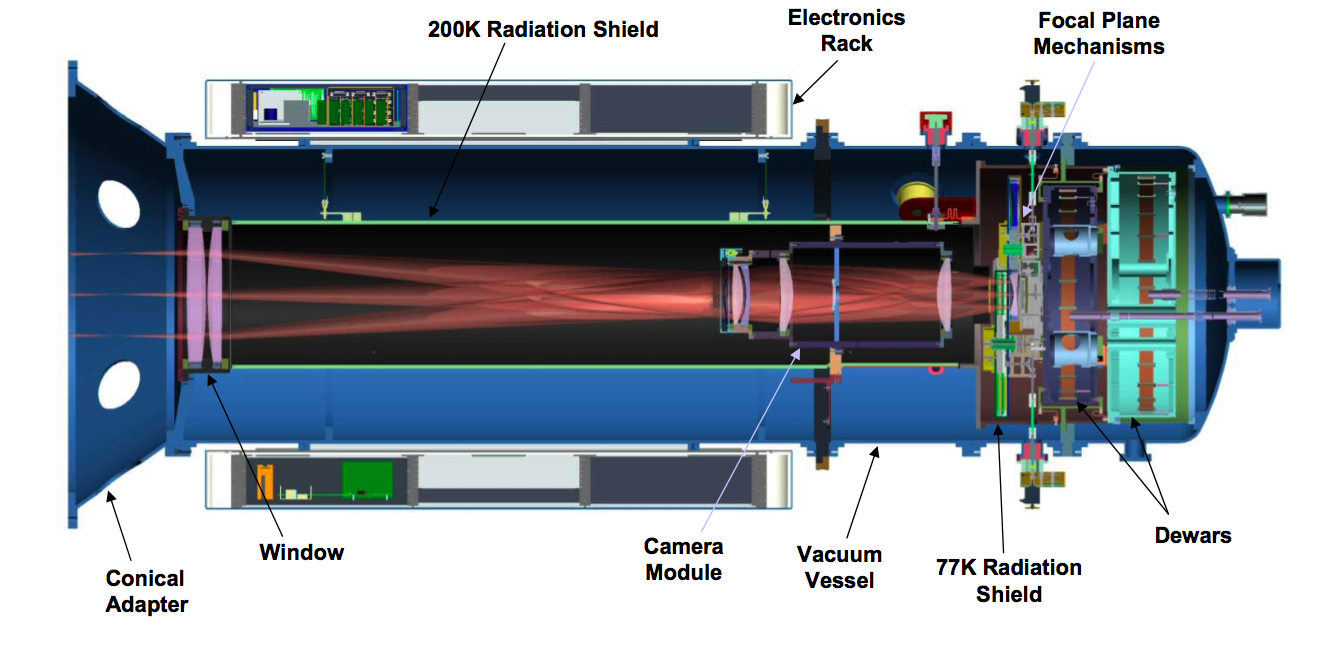 200K Radiation Shield
Electronics
Rack
Focal Plane
Mechanisms
Window
Conical
Adapter
Camera
Module
Vacuum
Vessel
77K Radiation
Shield
Dewars